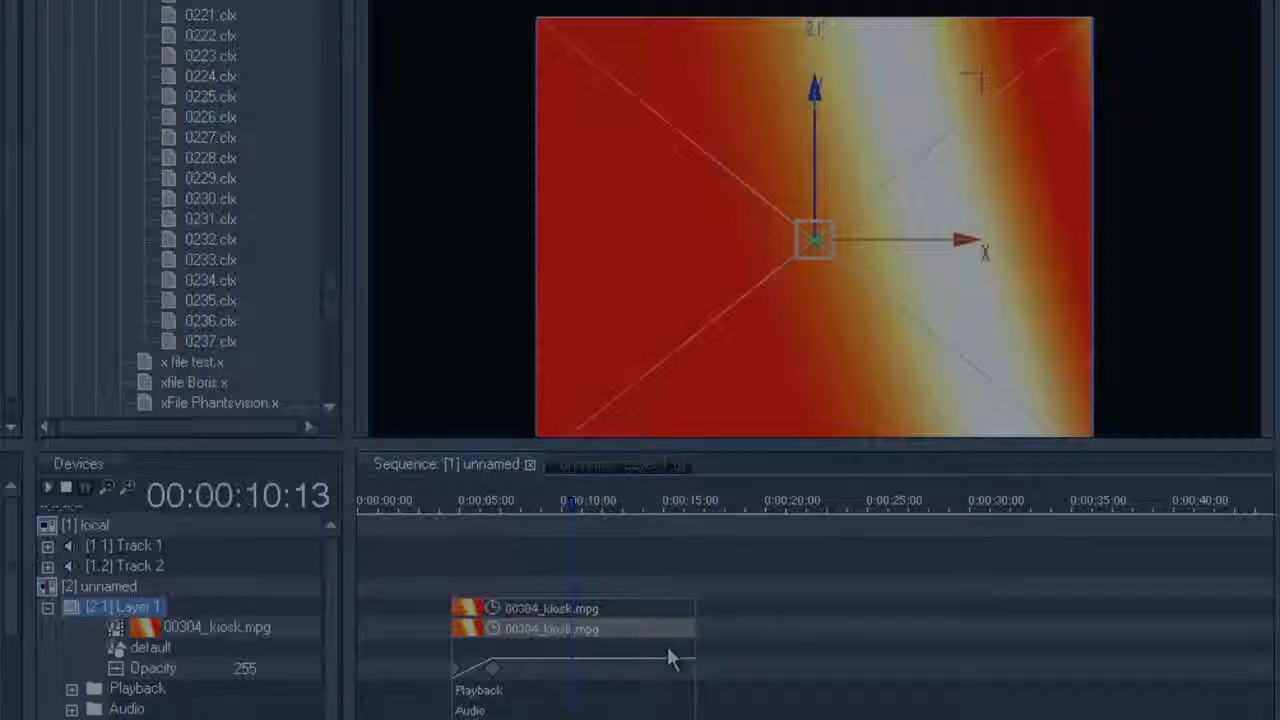 0221.clx
0222.clx
0223.clx
0224.clx
0225.clx
0226.clx
0227.clx
0228.clx
0229.clx
0230.clx
0231.clx
0232.clx
0233.clx
0234.clx
0235.clx
0236.clx
0237.clx
x file test.x
xfile Boris.x
xFile Phantsvision.x
X
Devices
00:00:10:13
[1] local
[1.1] Track 1
[1.2] Track 2
[2] unnamed
[2.1] Layer 1
00304_kiosk.mpg
default
Opacity 255
Playback
Audio
Sequence: [1] unnamed
0:00:00:00 0:00:05:00 0:00:10:00 0:00:15:00 0:00:20:00 0:00:25:00 0:00:30:00 0:00:35:00 0:00:40:00
00304_kiosk.mpg
00304_kiosk.mpg
Playback
Audio